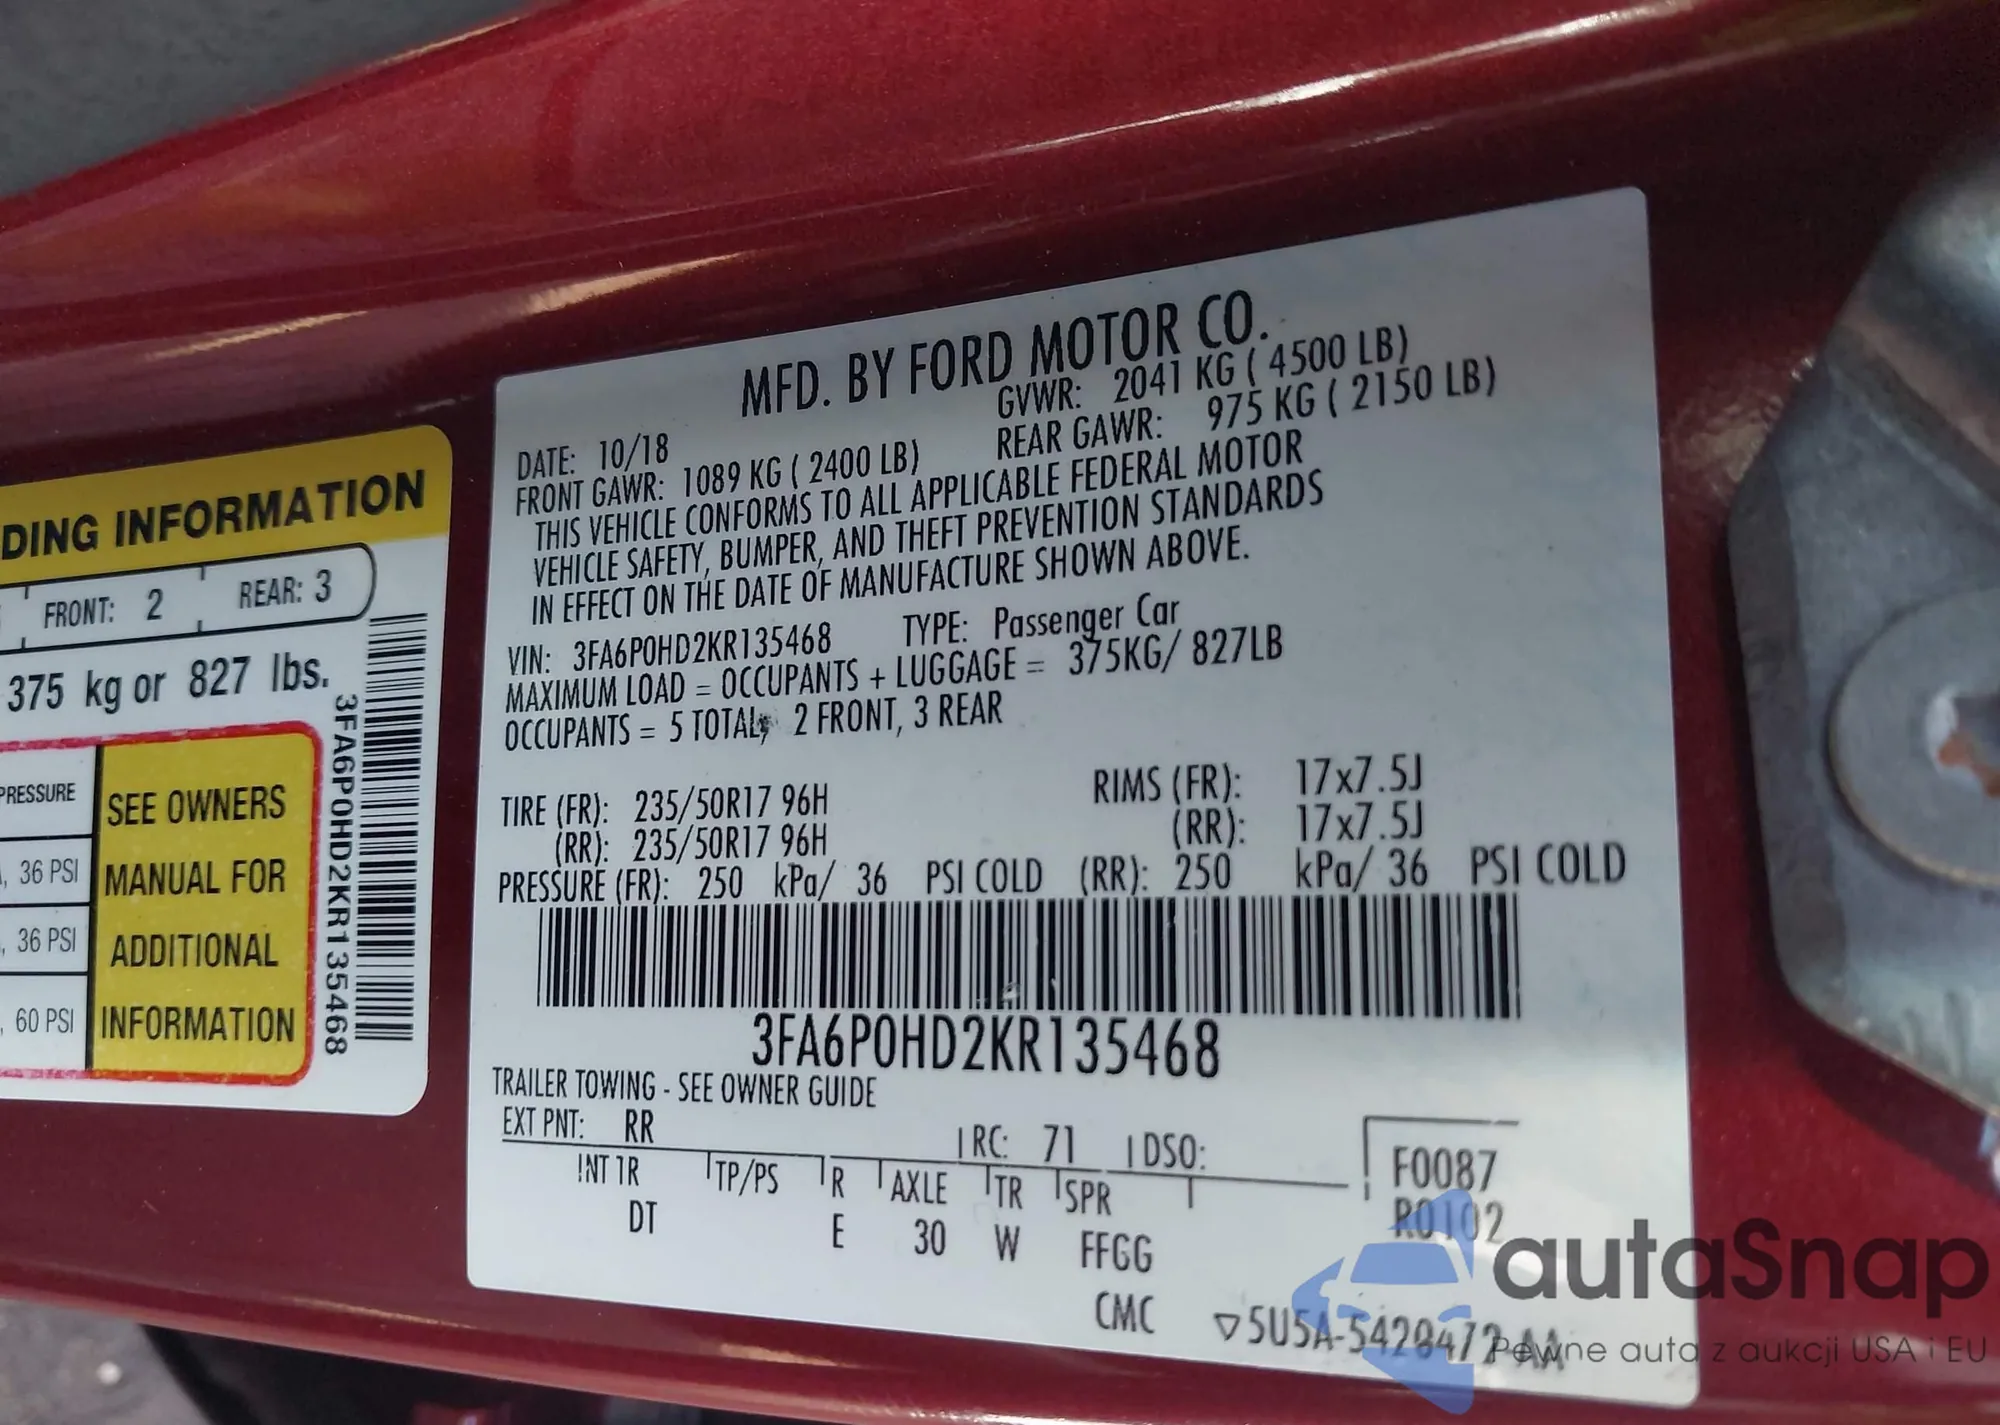 DING INFORMATION
FRONT: 2 REAR: 3
375 kg or 827 lbs.
PRESSURE
36 PSI
36 PSI
60 PSI
SEE OWNERS
MANUAL FOR
ADDITIONAL
INFORMATION
3FA6P0HD2KR135468
MFD. BY FORD MOTOR CO.
DATE: 10/18 GVWR: 2041 KG ( 4500 LB)
FRONT GAWR: 1089 KG ( 2400 LB) REAR GAWR: 975 KG ( 2150 LB)
THIS VEHICLE CONFORMS TO ALL APPLICABLE FEDERAL MOTOR
VEHICLE SAFETY, BUMPER, AND THEFT PREVENTION STANDARDS
IN EFFECT ON THE DATE OF MANUFACTURE SHOWN ABOVE.
VIN: 3FA6P0HD2KR135468 TYPE: Passenger Car
MAXIMUM LOAD = OCCUPANTS + LUGGAGE = 375KG/ 827LB
OCCUPANTS = 5 TOTAL, 2 FRONT, 3 REAR
TIRE (FR): 235/50R17 96H RIMS (FR): 17x7.5J
(RR): 235/50R17 96H (RR): 17x7.5J
PRESSURE (FR): 250 kPa/ 36 PSI COLD (RR): 250 kPa/ 36 PSI COLD
3FA6P0HD2KR135468
TRAILER TOWING - SEE OWNER GUIDE
EXT PNT: RR RC: 71 DSO:
INT TR TP/PS R AXLE TR SPR
DT E 30 W FFGG
CMC
F0087
R0102
▽5U5A-5420472-AA
autaSnap
Pewne auta z aukcji USA i EU